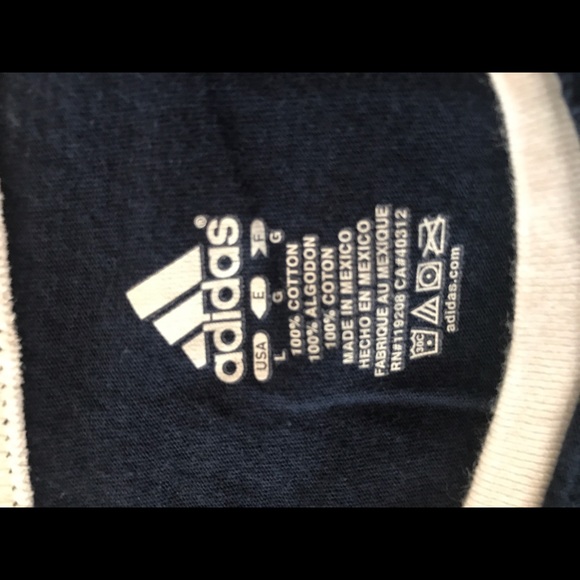 adidas®
USA E F
L G G
100% COTTON
100% ALGODON
100% COTON
MADE IN MEXICO
HECHO EN MEXICO
FABRIQUE AU MEXIQUE
RN#119208 CA#40312
30C
adidas.com